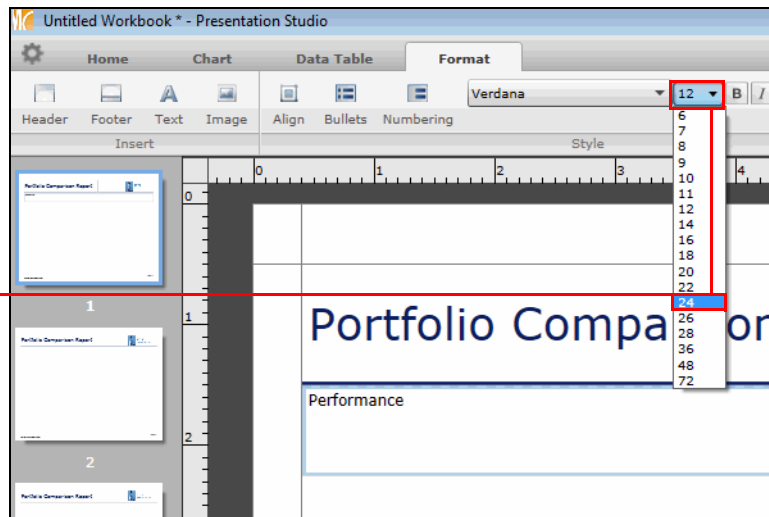 Untitled Workbook * - Presentation Studio
Home Chart Data Table Format
Verdana 12 B I
Header Footer Text Image Align Bullets Numbering
Insert Style
6
7
8
9
10
11
12
14
16
18
20
22
24
26
28
36
48
72
0 1 2 3 4
0
1
2
Portfolio Comparison Report
1
Portfolio Comparison Report
2
Portfolio Comparison Report
Portfolio Compa on
Performance